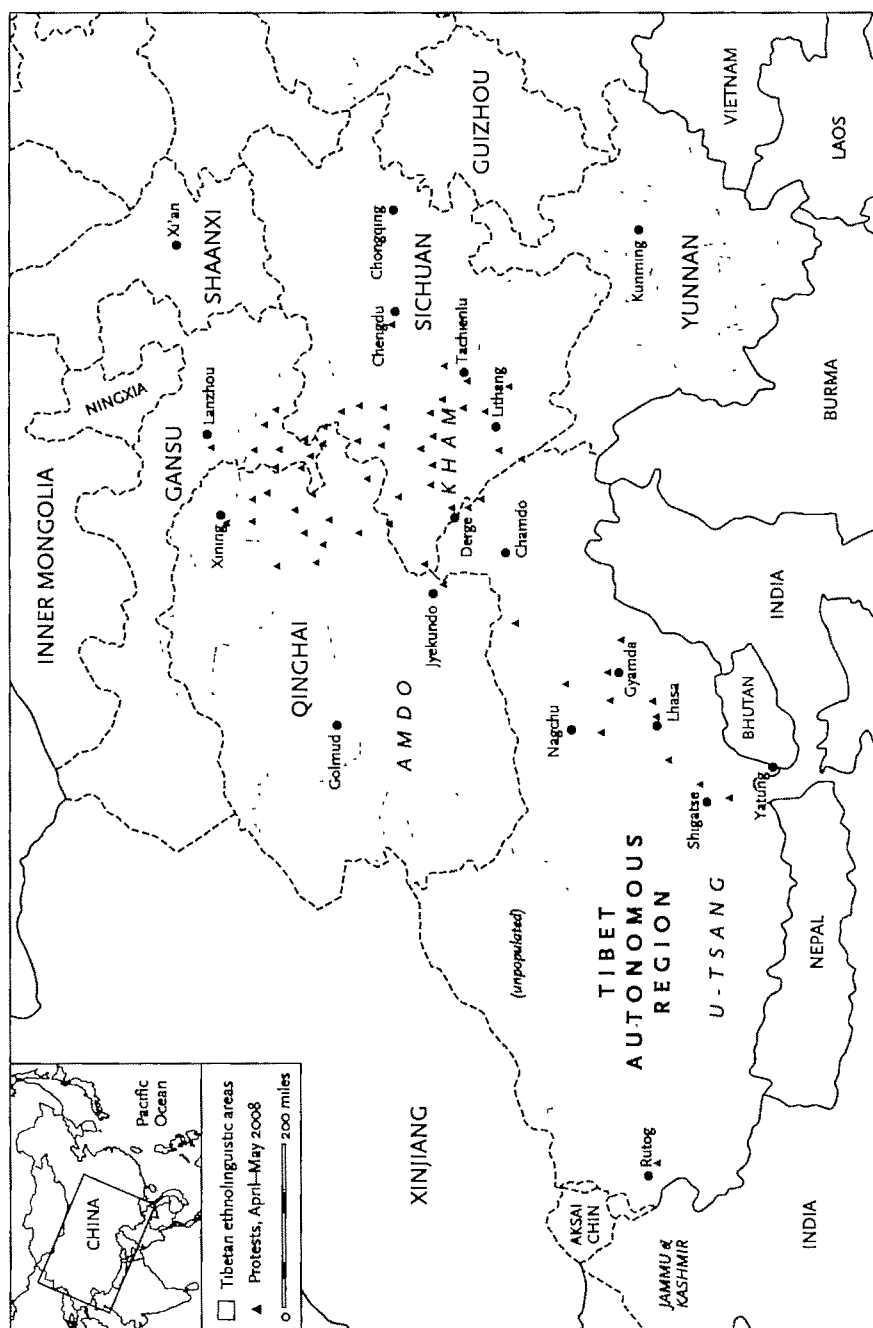 CHINA
Pacific
Ocean
Tibetan ethnolinguistic areas
Protests, April–May 2008
0 200 miles
INNER MONGOLIA
NINGXIA
GANSU
Lanzhou
Xining
SHAANXI
Xi'an
XINJIANG
QINGHAI
Golmud
AMDO
Jyekundo
Derge
KHAM
Chengdu
Chongqing
SICHUAN
Tachienlu
Lithang
Chamdo
GUIZHOU
(unpopulated)
TIBET
AUTONOMOUS
REGION
U-TSANG
Nagchu
Gyamda
Lhasa
Shigatse
Yatung
Rutog
AKSAI
CHIN
JAMMU &
KASHMIR
INDIA
NEPAL
BHUTAN
INDIA
BURMA
YUNNAN
Kunming
VIETNAM
LAOS